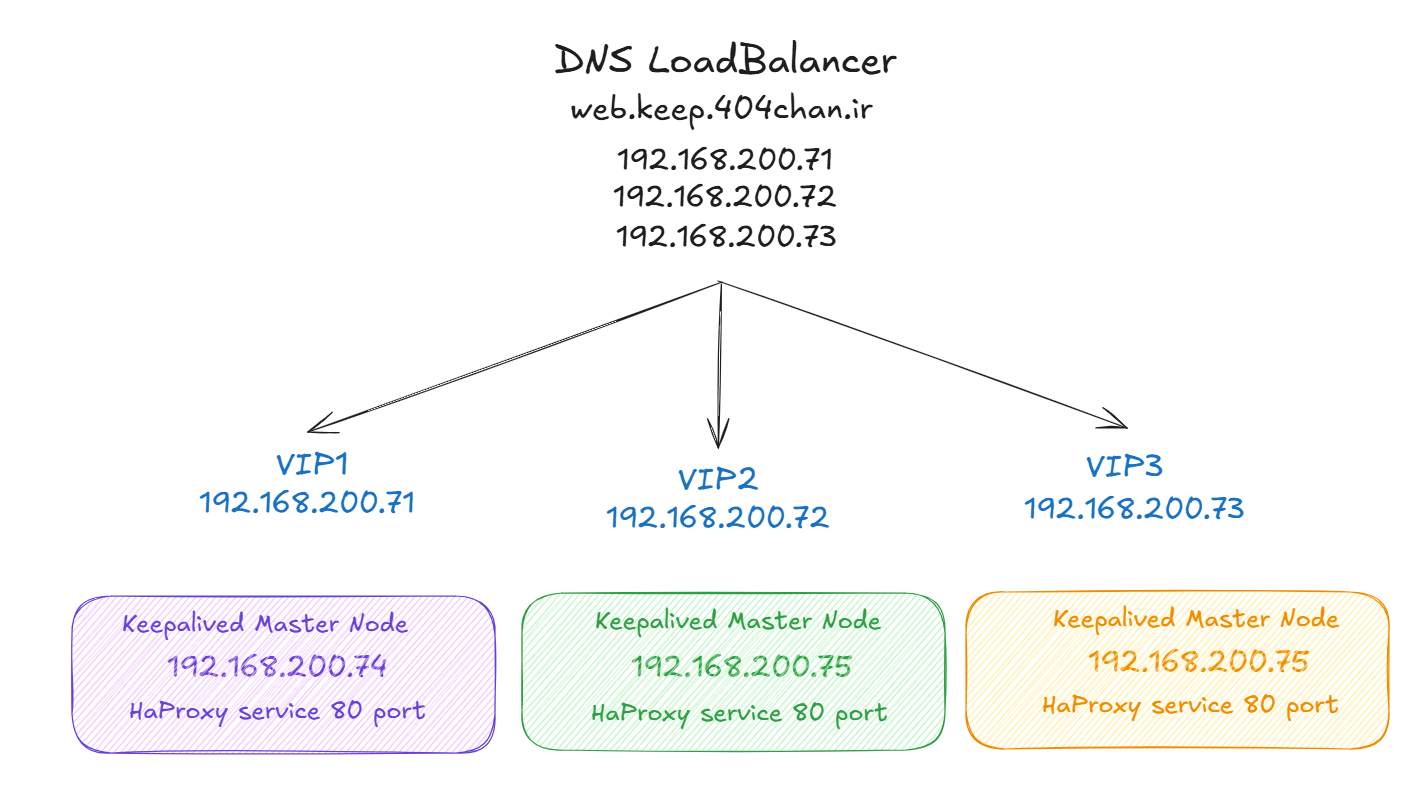 DNS LoadBalancer
web.keep.404chan.ir
192.168.200.71
192.168.200.72
192.168.200.73
VIP1
192.168.200.71
VIP2
192.168.200.72
VIP3
192.168.200.73
Keepalived Master Node
192.168.200.74
HaProxy service 80 port
Keepalived Master Node
192.168.200.75
HaProxy service 80 port
Keepalived Master Node
192.168.200.75
HaProxy service 80 port